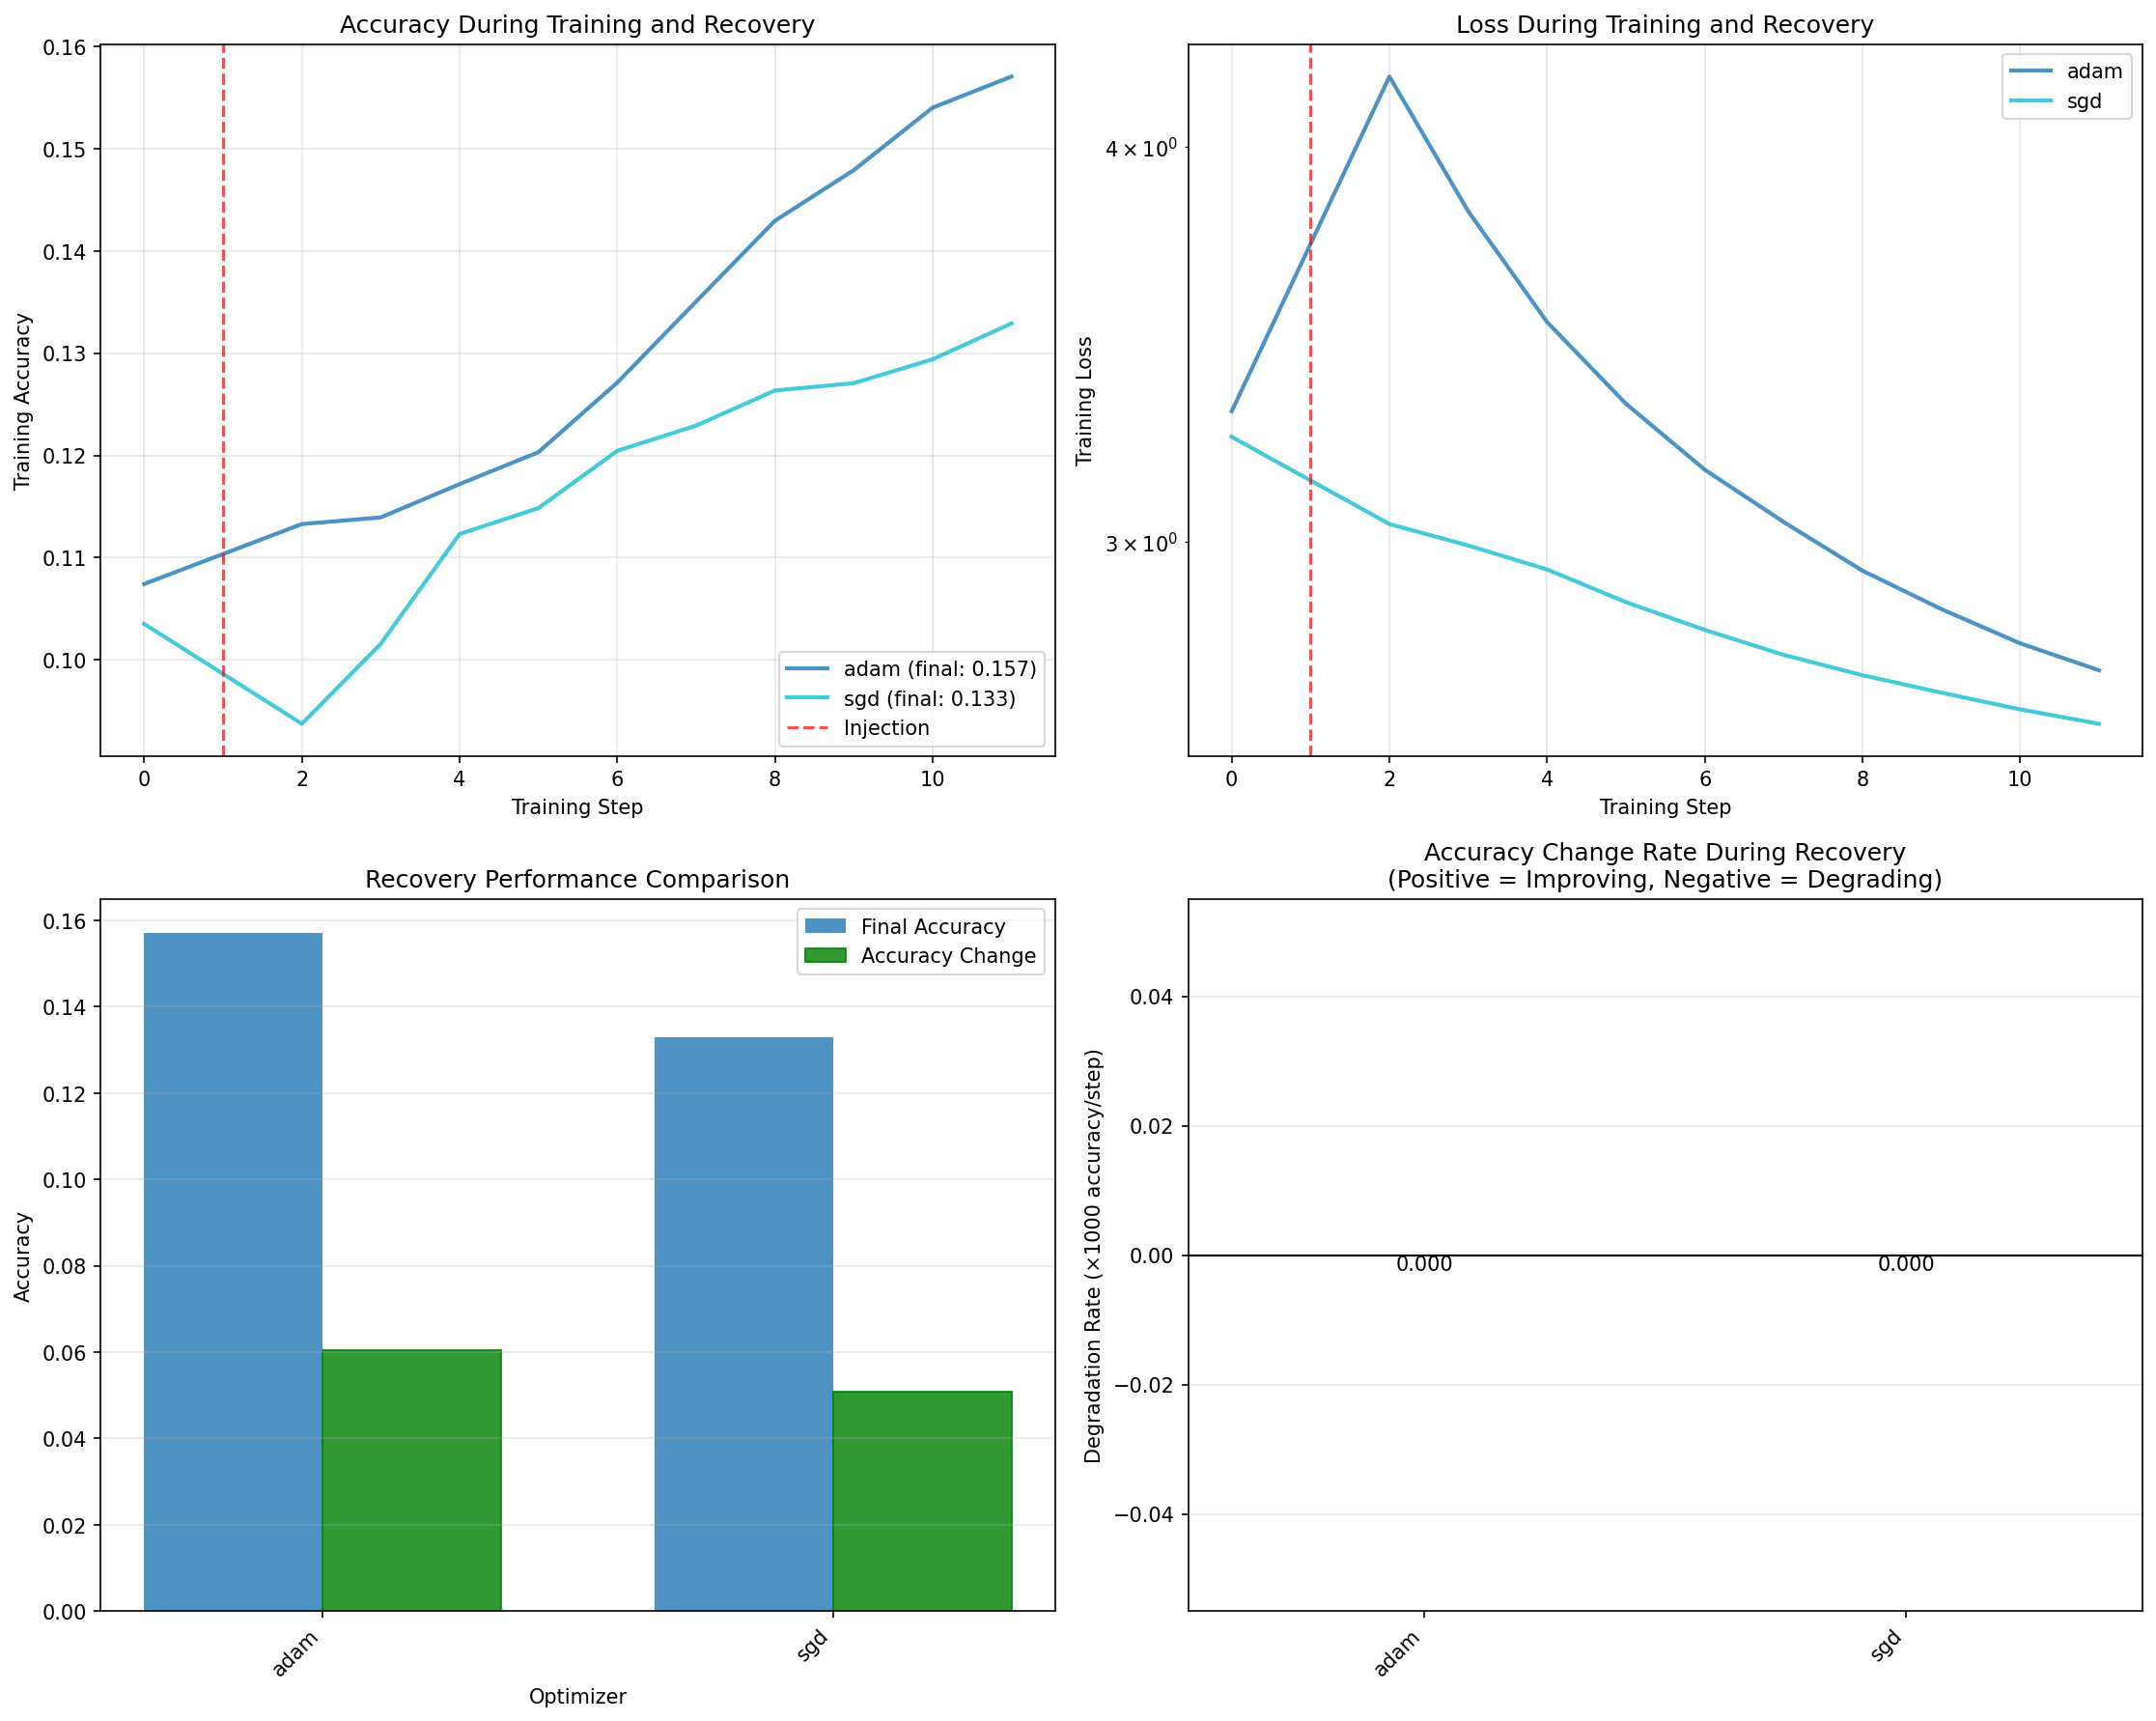 Accuracy During Training and Recovery
0.16
0.15
0.14
0.13
0.12
0.11
0.10
Training Accuracy
adam (final: 0.157)
sgd (final: 0.133)
Injection
0
2
4
6
8
10
Training Step
Loss During Training and Recovery
4 × 10⁰
3 × 10⁰
Training Loss
adam
sgd
0
2
4
6
8
10
Training Step
Recovery Performance Comparison
0.16
0.14
0.12
0.10
0.08
0.06
0.04
0.02
0.00
Accuracy
Final Accuracy
Accuracy Change
adam
sgd
Optimizer
Accuracy Change Rate During Recovery
(Positive = Improving, Negative = Degrading)
0.04
0.02
0.00
−0.02
−0.04
Degradation Rate (×1000 accuracy/step)
0.000
0.000
adam
sgd